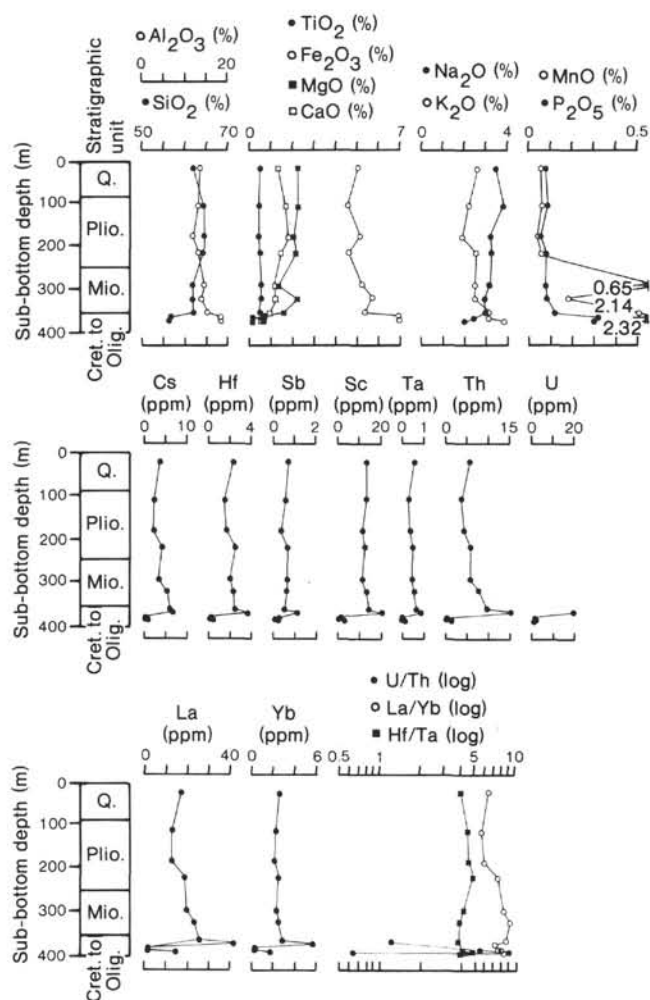 Stratigraphic unit
○ Al2O3 (%)
0 20
● SiO2 (%)
50 70
● TiO2 (%)
○ Fe2O3 (%)
■ MgO (%)
□ CaO (%)
0 7
● Na2O (%)
○ K2O (%)
0 4
○ MnO (%)
● P2O5 (%)
0 0.5
Sub-bottom depth (m)
0
100
200
300
400
Q.
Plio.
Mio.
Cret. to Olig.
0.65
2.14
2.32
Cs (ppm)
0 10
Hf (ppm)
0 4
Sb (ppm)
0 2
Sc (ppm)
0 20
Ta (ppm)
0 1
Th (ppm)
0 15
U (ppm)
0 20
Sub-bottom depth (m)
0
100
200
300
400
Q.
Plio.
Mio.
Cret. to Olig.
● U/Th (log)
○ La/Yb (log)
■ Hf/Ta (log)
La (ppm)
0 40
Yb (ppm)
0 6
0.5 1 5 10
Sub-bottom depth (m)
0
100
200
300
400
Q.
Plio.
Mio.
Cret. to Olig.